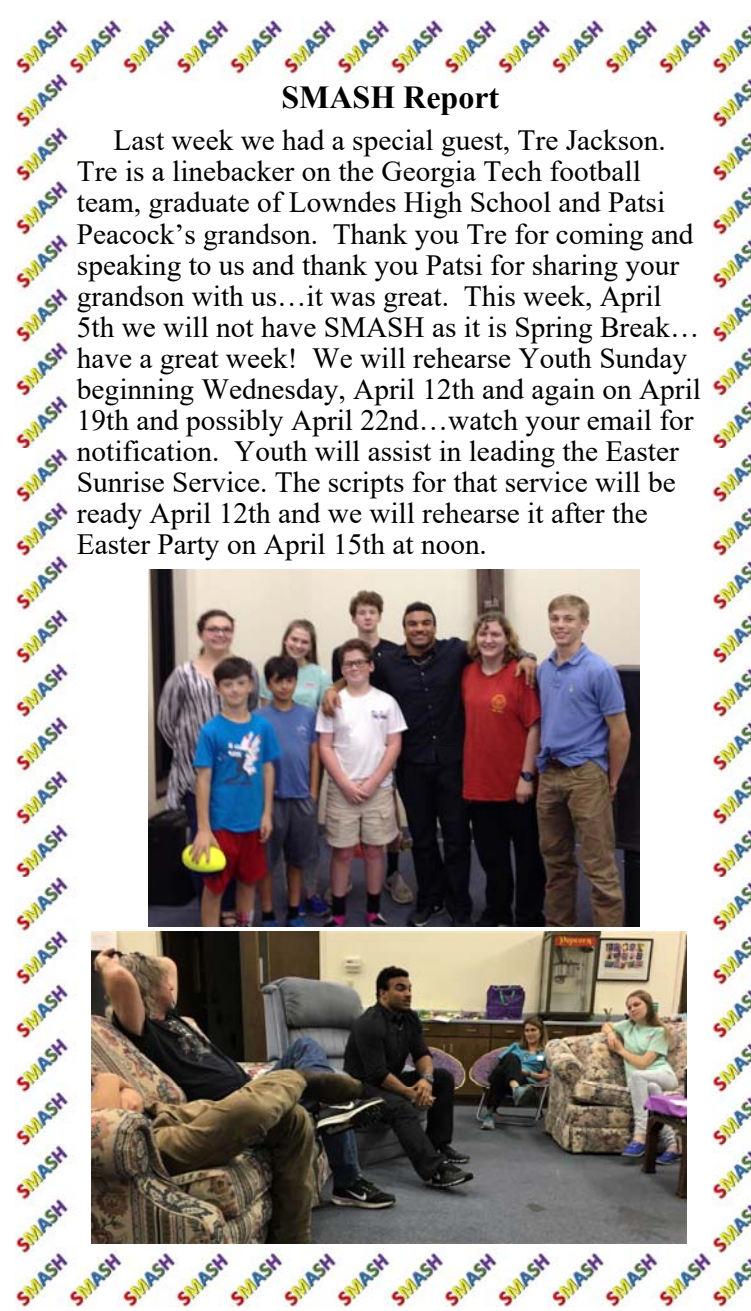 SMASH Report
Last week we had a special guest, Tre Jackson.
Tre is a linebacker on the Georgia Tech football
team, graduate of Lowndes High School and Patsi
Peacock’s grandson.  Thank you Tre for coming and
speaking to us and thank you Patsi for sharing your
grandson with us…it was great.  This week, April
5th we will not have SMASH as it is Spring Break…
have a great week!  We will rehearse Youth Sunday
beginning Wednesday, April 12th and again on April
19th and possibly April 22nd…watch your email for
notification.  Youth will assist in leading the Easter
Sunrise Service. The scripts for that service will be
ready April 12th and we will rehearse it after the
Easter Party on April 15th at noon.
Popcorn
SMASH